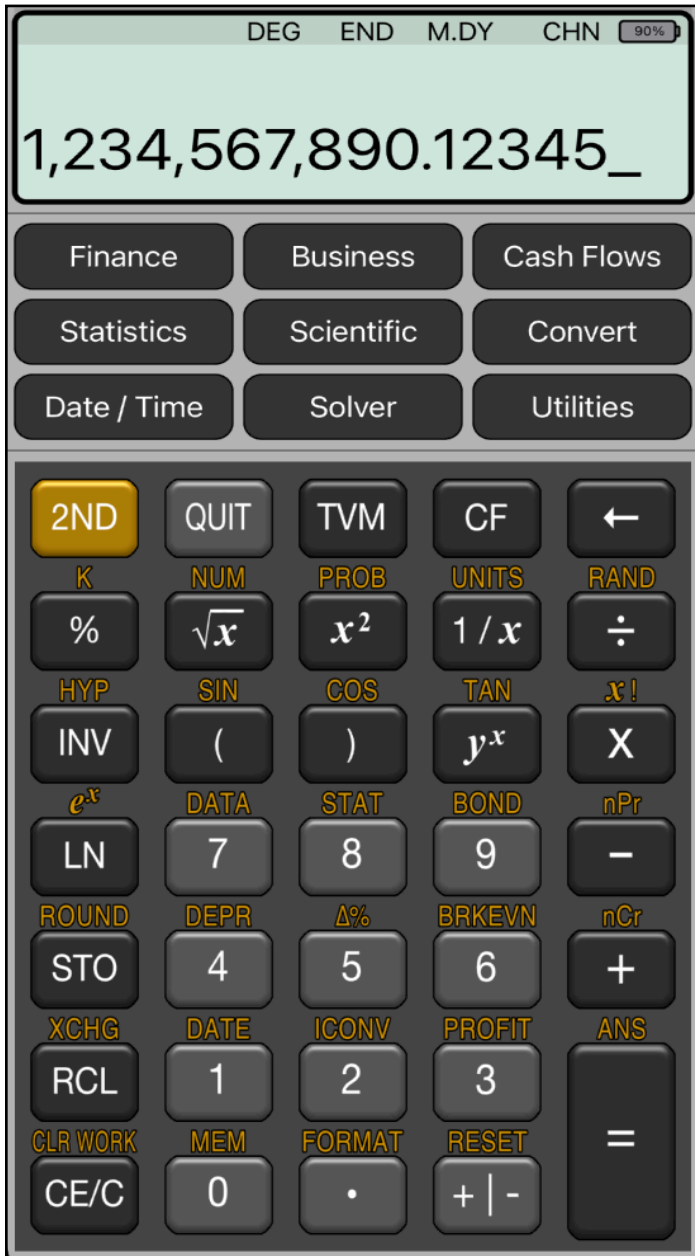 DEG END M.DY CHN 90%
1,234,567,890.12345_
Finance Business Cash Flows
Statistics Scientific Convert
Date / Time Solver Utilities
2ND QUIT TVM CF ←
K NUM PROB UNITS RAND
% √x x² 1/x ÷
HYP SIN COS TAN x!
INV ( ) yˣ X
eˣ DATA STAT BOND nPr
LN 7 8 9 −
ROUND DEPR Δ% BRKEVN nCr
STO 4 5 6 +
XCHG DATE ICONV PROFIT ANS
RCL 1 2 3
CLR WORK MEM FORMAT RESET =
CE/C 0 . +|-